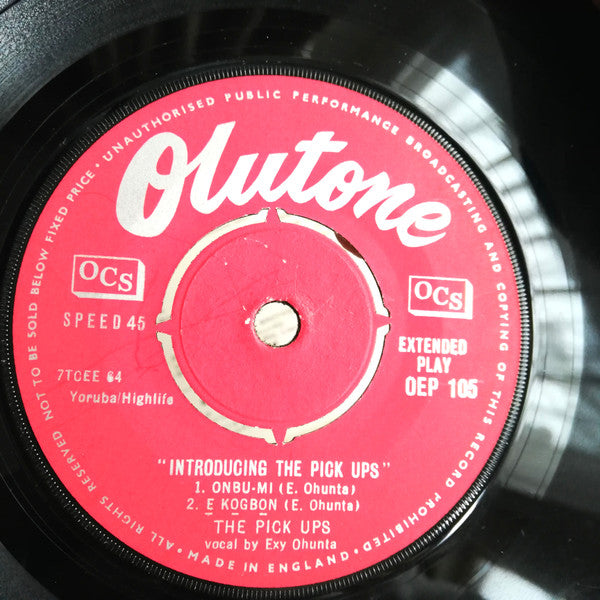 ALL RIGHTS RESERVED NOT TO BE SOLD BELOW FIXED PRICE · UNAUTHORISED PUBLIC PERFORMANCE BROADCASTING AND COPYING OF THIS RECORD PROHIBITED · MADE IN ENGLAND ·
Olutone
OCS
OCS
SPEED 45
EXTENDED
PLAY
OEP 105
7TCEE 64
Yoruba/Highlife
"INTRODUCING THE PICK UPS"
1. ONBU-MI (E. Ohunta)
2. Ẹ KOGBỌN (E. Ohunta)
THE PICK UPS
vocal by Exy Ohunta